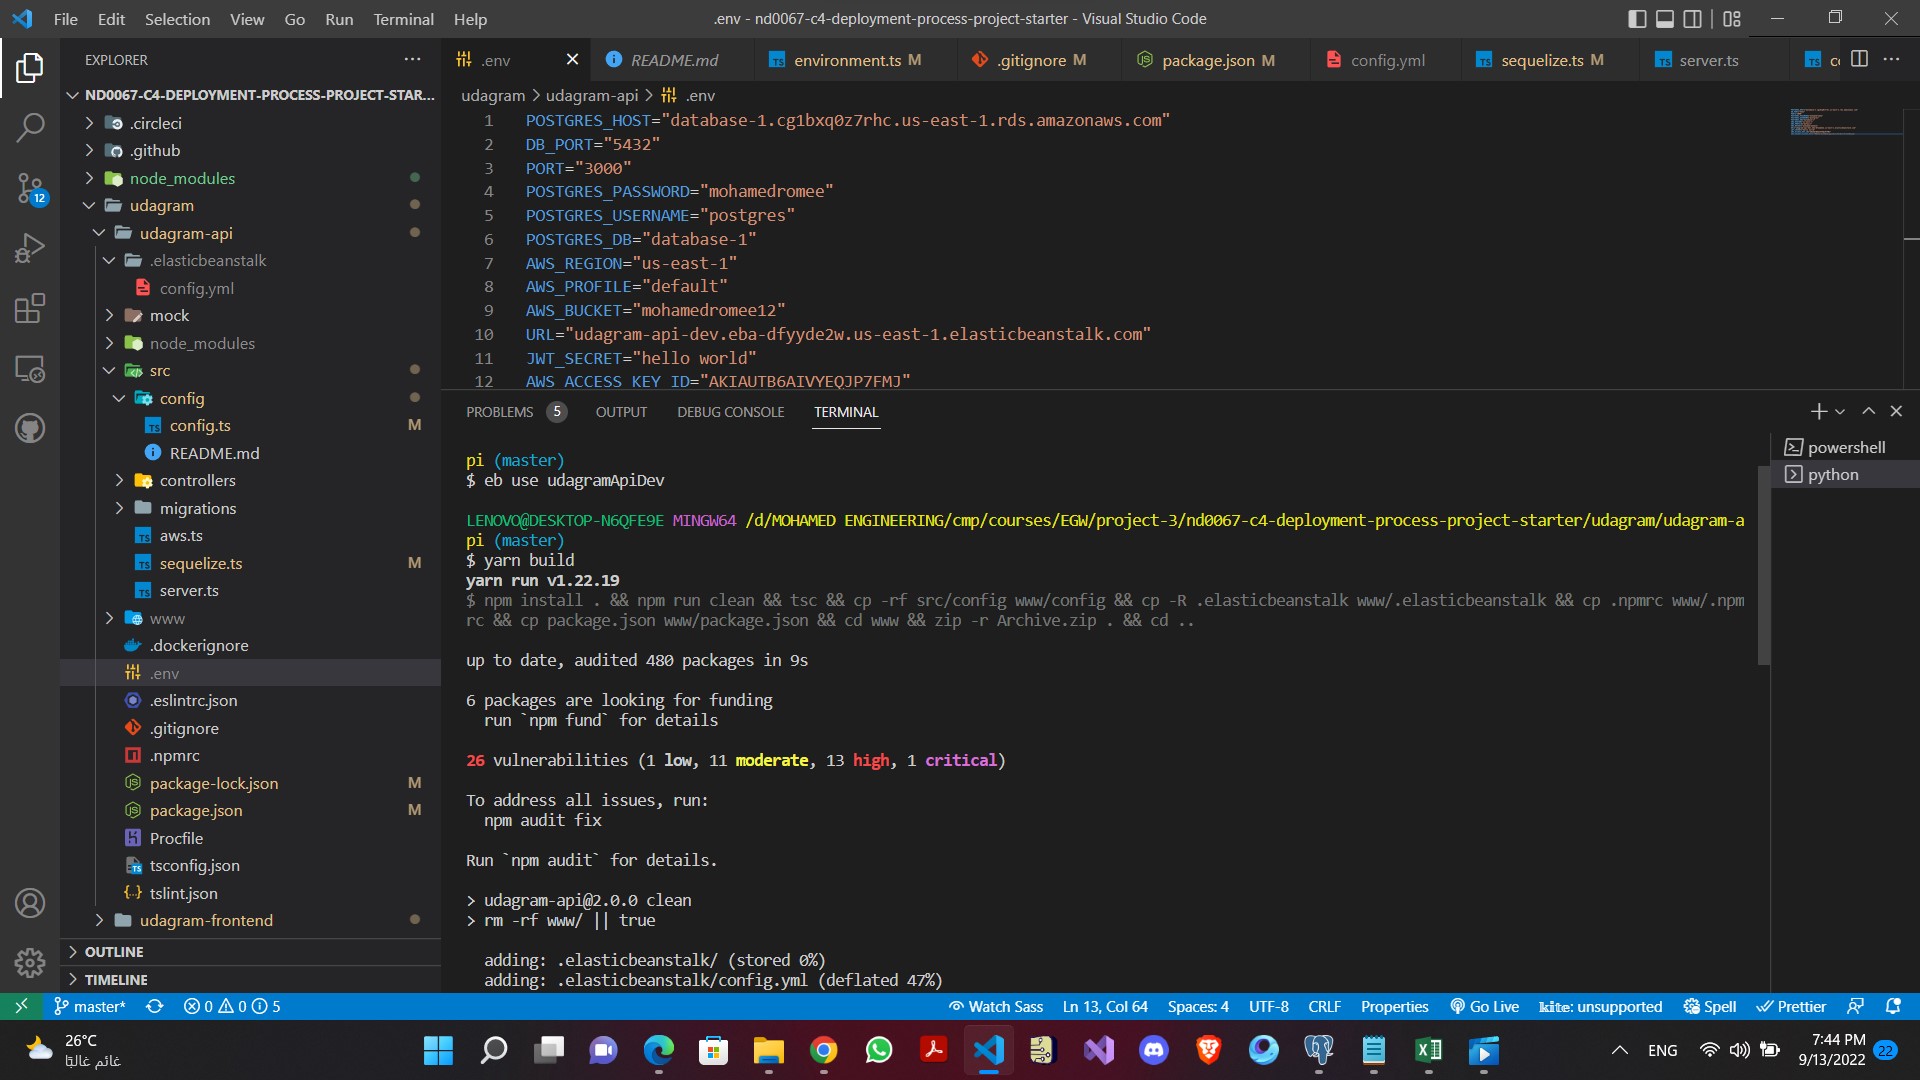 File Edit Selection View Go Run Terminal Help
.env - nd0067-c4-deployment-process-project-starter - Visual Studio Code
EXPLORER
.env
README.md
environment.ts M
.gitignore M
package.json M
config.yml
sequelize.ts M
server.ts
ND0067-C4-DEPLOYMENT-PROCESS-PROJECT-STAR...
.circleci
.github
node_modules
udagram
udagram-api
.elasticbeanstalk
config.yml
mock
node_modules
src
config
config.ts M
README.md
controllers
migrations
aws.ts
sequelize.ts M
server.ts
www
.dockerignore
.env
.eslintrc.json
.gitignore
.npmrc
package-lock.json M
package.json M
Procfile
tsconfig.json
tslint.json
udagram-frontend
OUTLINE
TIMELINE
12
udagram > udagram-api > .env
1 POSTGRES_HOST="database-1.cg1bxq0z7rhc.us-east-1.rds.amazonaws.com"
2 DB_PORT="5432"
3 PORT="3000"
4 POSTGRES_PASSWORD="mohamedromee"
5 POSTGRES_USERNAME="postgres"
6 POSTGRES_DB="database-1"
7 AWS_REGION="us-east-1"
8 AWS_PROFILE="default"
9 AWS_BUCKET="mohamedromee12"
10 URL="udagram-api-dev.eba-dfyyde2w.us-east-1.elasticbeanstalk.com"
11 JWT_SECRET="hello world"
12 AWS_ACCESS_KEY_ID="AKIAUTB6AIVYEQJP7FMJ"
PROBLEMS 5 OUTPUT DEBUG CONSOLE TERMINAL
powershell
python
pi (master)
$ eb use udagramApiDev
LENOVO@DESKTOP-N6QFE9E MINGW64 /d/MOHAMED ENGINEERING/cmp/courses/EGW/project-3/nd0067-c4-deployment-process-project-starter/udagram/udagram-a
pi (master)
$ yarn build
yarn run v1.22.19
$ npm install . && npm run clean && tsc && cp -rf src/config www/config && cp -R .elasticbeanstalk www/.elasticbeanstalk && cp .npmrc www/.npm
rc && cp package.json www/package.json && cd www && zip -r Archive.zip . && cd ..
up to date, audited 480 packages in 9s
6 packages are looking for funding
run `npm fund` for details
26 vulnerabilities (1 low, 11 moderate, 13 high, 1 critical)
To address all issues, run:
npm audit fix
Run `npm audit` for details.
> udagram-api@2.0.0 clean
> rm -rf www/ || true
adding: .elasticbeanstalk/ (stored 0%)
adding: .elasticbeanstalk/config.yml (deflated 47%)
master* 0 0 5
Watch Sass Ln 13, Col 64 Spaces: 4 UTF-8 CRLF Properties Go Live kite: unsupported Spell Prettier
26°C
غائم غالبًا
ENG
7:44 PM
9/13/2022
22